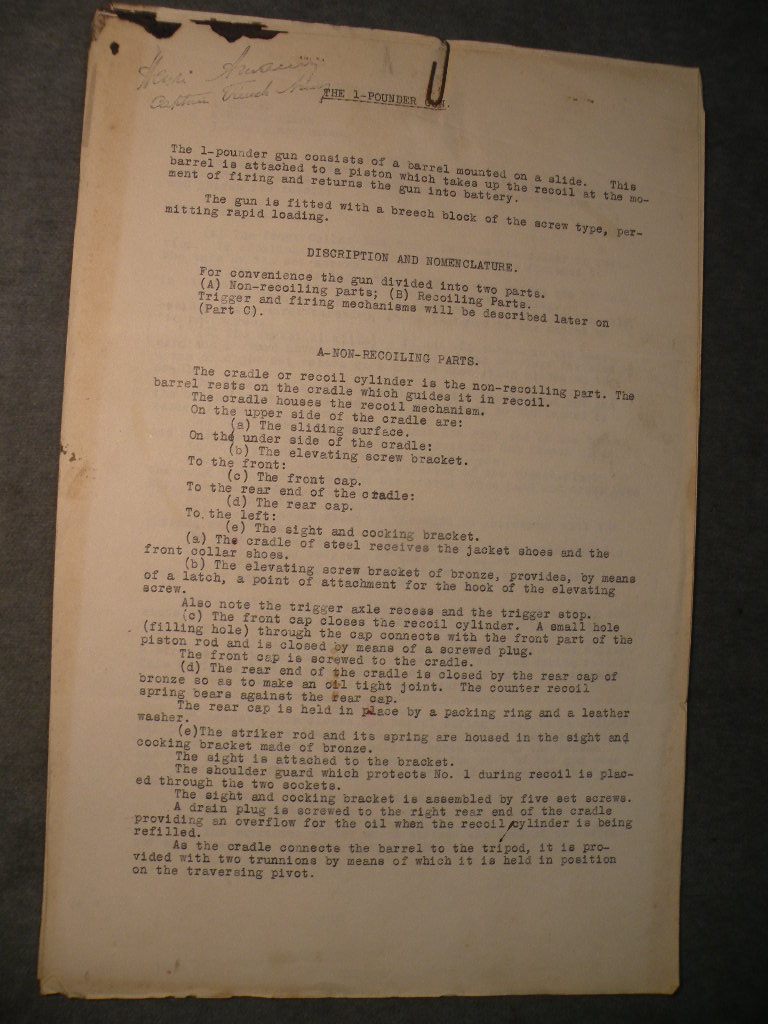 Captain French Army
THE 1-POUNDER GUN.
The 1-pounder gun consists of a barrel mounted on a slide. This
barrel is attached to a piston which takes up the recoil at the mo-
ment of firing and returns the gun into battery.
The gun is fitted with a breech block of the screw type, per-
mitting rapid loading.
DISCRIPTION AND NOMENCLATURE.
For convenience the gun divided into two parts.
(A) Non-recoiling parts; (B) Recoiling Parts.
Trigger and firing mechanisms will be described later on
(Part C).
A-NON-RECOILING PARTS.
The cradle or recoil cylinder is the non-recoiling part. The
barrel rests on the cradle which guides it in recoil.
The cradle houses the recoil mechanism.
On the upper side of the cradle are:
(a) The sliding surface.
On the under side of the cradle:
(b) The elevating screw bracket.
To the front:
(c) The front cap.
To the rear end of the cradle:
(d) The rear cap.
To the left:
(e) The sight and cocking bracket.
(a) The cradle of steel receives the jacket shoes and the
front collar shoes.
(b) The elevating screw bracket of bronze, provides, by means
of a latch, a point of attachment for the hook of the elevating
screw.
Also note the trigger axle recess and the trigger stop.
(c) The front cap closes the recoil cylinder. A small hole
(filling hole) through the cap connects with the front part of the
piston rod and is closed by means of a screwed plug.
The front cap is screwed to the cradle.
(d) The rear end of the cradle is closed by the rear cap of
bronze so as to make an oil tight joint. The counter recoil
spring bears against the rear cap.
The rear cap is held in place by a packing ring and a leather
washer.
(e)The striker rod and its spring are housed in the sight and
cocking bracket made of bronze.
The sight is attached to the bracket.
The shoulder guard which protects No. 1 during recoil is plac-
ed through the two sockets.
The sight and cocking bracket is assembled by five set screws.
A drain plug is screwed to the right rear end of the cradle
providing an overflow for the oil when the recoil cylinder is being
refilled.
As the cradle connects the barrel to the tripod, it is pro-
vided with two trunnions by means of which it is held in position
on the traversing pivot.